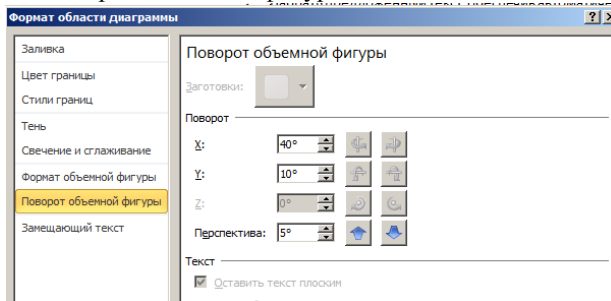 Формат области диаграммы
Заливка
Цвет границы
Стили границ
Тень
Свечение и сглаживание
Формат объемной фигуры
Поворот объемной фигуры
Замещающий текст
Поворот объемной фигуры
Заготовки:
Поворот
X: 40°
Y: 10°
Z: 0°
Перспектива: 5°
Текст
Оставить текст плоским